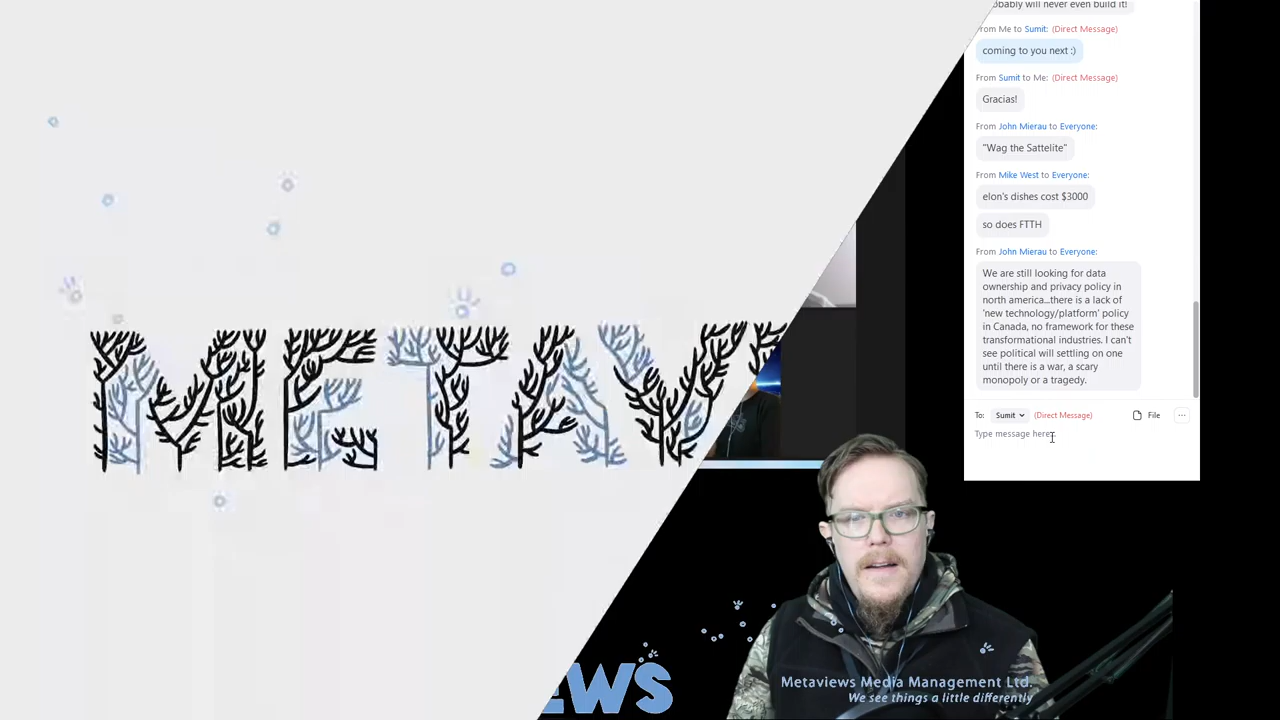 obably will never even build it!
From Me to Sumit: (Direct Message)
coming to you next :)
From Sumit to Me: (Direct Message)
Gracias!
From John Mierau to Everyone:
"Wag the Sattelite"
From Mike West to Everyone:
elon's dishes cost $3000
so does FTTH
From John Mierau to Everyone:
We are still looking for data
ownership and privacy policy in
north america...there is a lack of
'new technology/platform' policy
in Canada, no framework for these
transformational industries. I can't
see political will settling on one
until there is a war, a scary
monopoly or a tragedy.
To: Sumit (Direct Message) File ...
Type message here
METAV
EWS
Metaviews Media Management Ltd.
We see things a little differently